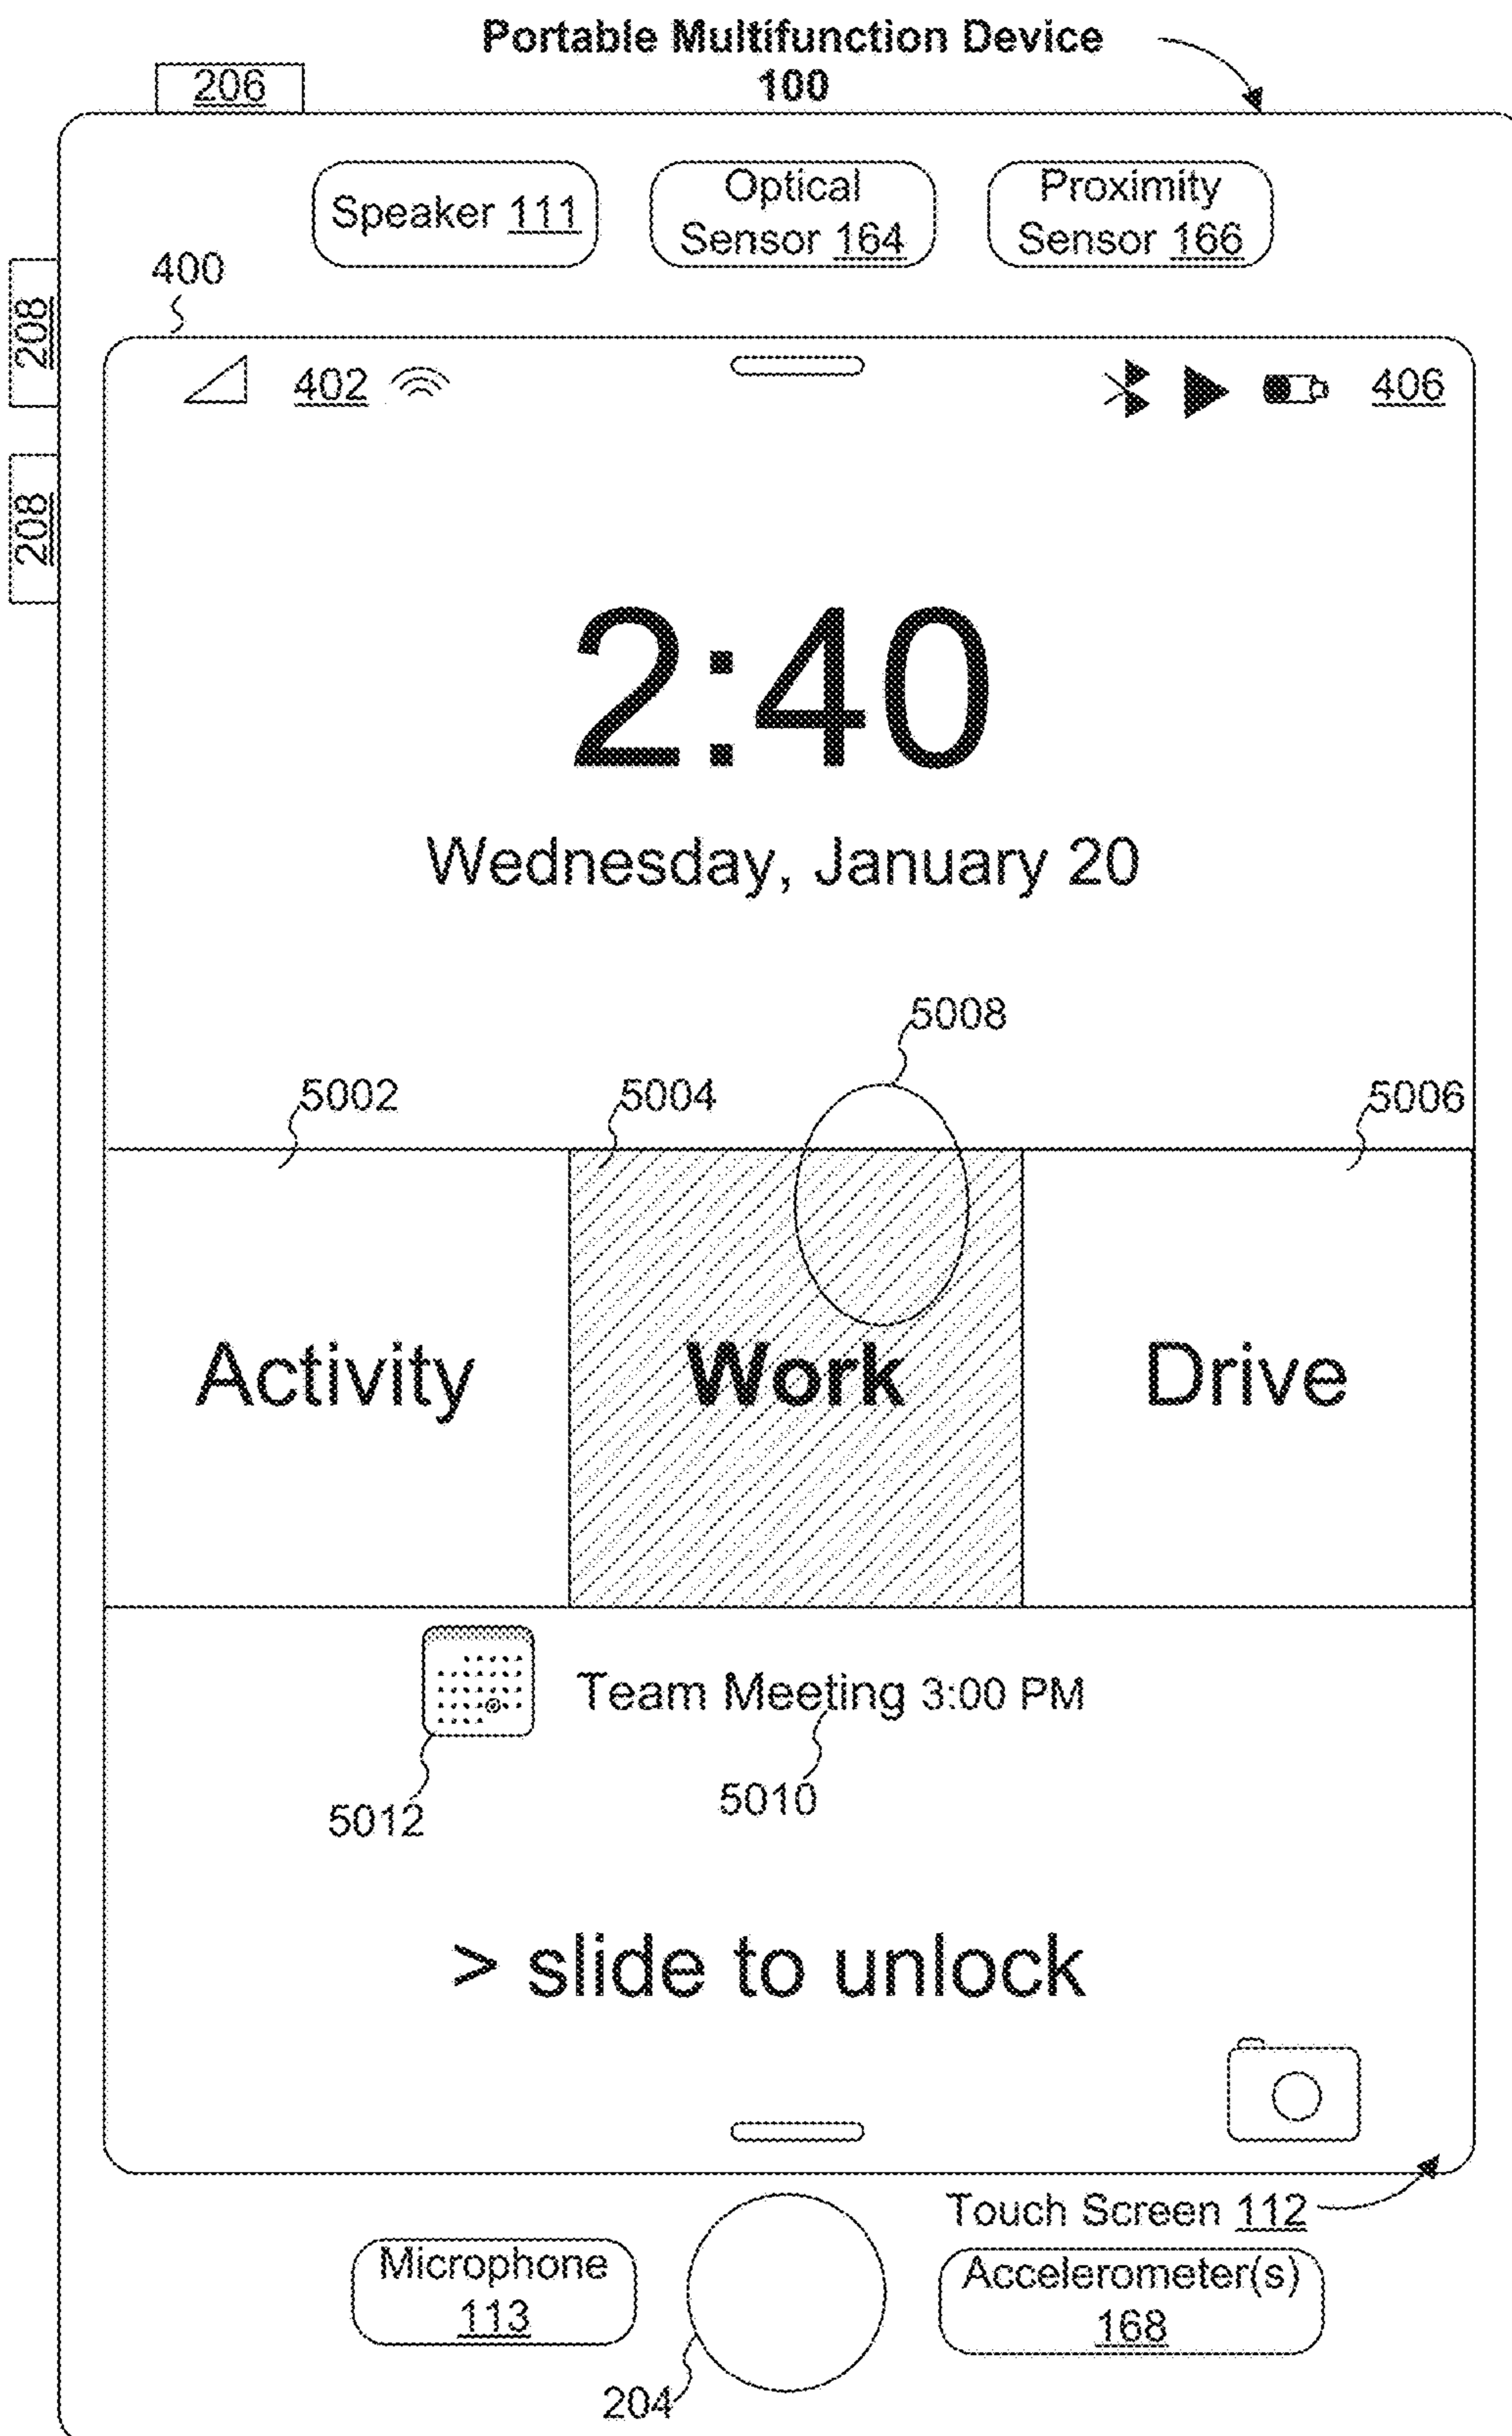 Portable Multifunction Device
100
206
Speaker 111
Optical
Sensor 164
Proximity
Sensor 166
400
208
208
402
406
2:40
Wednesday, January 20
5008
5002
5004
5006
Activity
Work
Drive
Team Meeting 3:00 PM
5012
5010
> slide to unlock
Touch Screen 112
Microphone
113
Accelerometer(s)
168
204